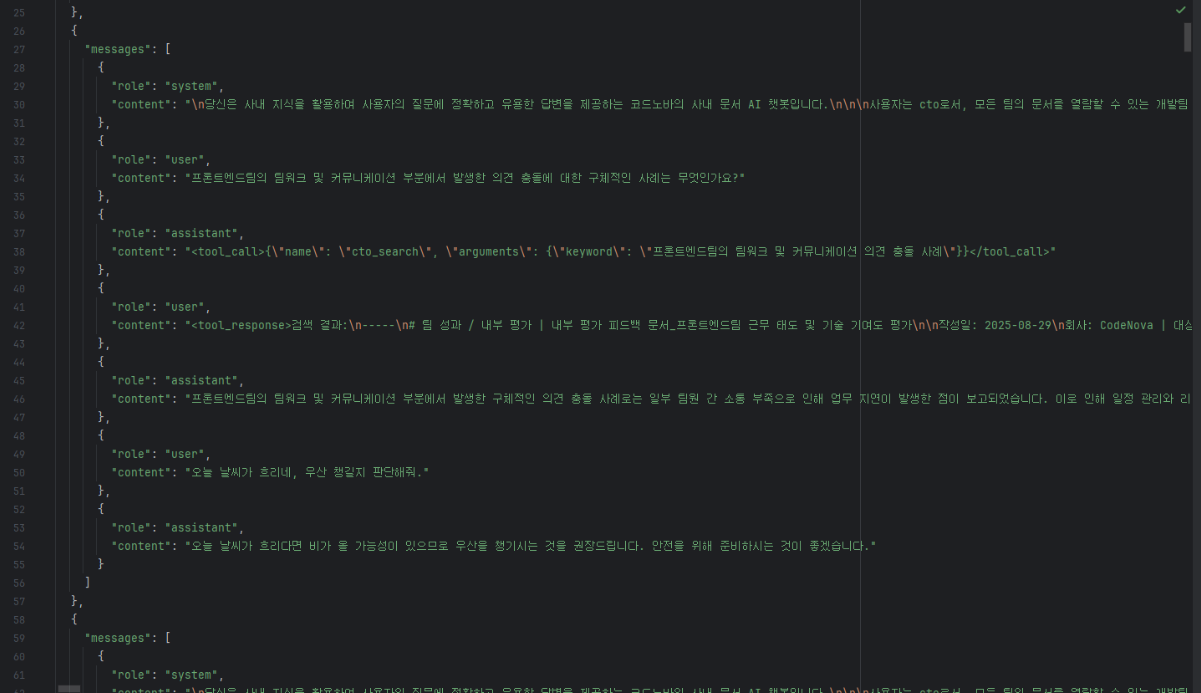 25 },
26 {
27 "messages": [
28 {
29 "role": "system",
30 "content": "\n당신은 사내 지식을 활용하여 사용자의 질문에 정확하고 유용한 답변을 제공하는 코드노바의 사내 문서 AI 챗봇입니다.\n\n\n사용자는 cto로서, 모든 팀의 문서를 열람할 수 있는 개발팀
31 },
32 {
33 "role": "user",
34 "content": "프론트엔드팀의 팀워크 및 커뮤니케이션 부분에서 발생한 의견 충돌에 대한 구체적인 사례는 무엇인가요?"
35 },
36 {
37 "role": "assistant",
38 "content": "<tool_call>{\"name\": \"cto_search\", \"arguments\": {\"keyword\": \"프론트엔드팀의 팀워크 및 커뮤니케이션 의견 충돌 사례\"}}</tool_call>"
39 },
40 {
41 "role": "user",
42 "content": "<tool_response>검색 결과:\n-----\n# 팀 성과 / 내부 평가 | 내부 평가 피드백 문서_프론트엔드팀 근무 태도 및 기술 기여도 평가\n\n작성일: 2025-08-29\n회사: CodeNova | 대상
43 },
44 {
45 "role": "assistant",
46 "content": "프론트엔드팀의 팀워크 및 커뮤니케이션 부분에서 발생한 구체적인 의견 충돌 사례로는 일부 팀원 간 소통 부족으로 인해 업무 지연이 발생한 점이 보고되었습니다. 이로 인해 일정 관리와 리
47 },
48 {
49 "role": "user",
50 "content": "오늘 날씨가 흐리네, 우산 챙길지 판단해줘."
51 },
52 {
53 "role": "assistant",
54 "content": "오늘 날씨가 흐리다면 비가 올 가능성이 있으므로 우산을 챙기시는 것을 권장드립니다. 안전을 위해 준비하시는 것이 좋겠습니다."
55 }
56 ]
57 },
58 {
59 "messages": [
60 {
61 "role": "system",
"content": "\n당신은 사내 지식을 활용하여 사용자의 질문에 정확하고 유용한 답변을 제공하는 코드노바의 사내 문서 AI 챗봇입니다.\n\n\n사용자는 cto로서, 모든 팀의 문서를 열람할 수 있는 개발팀